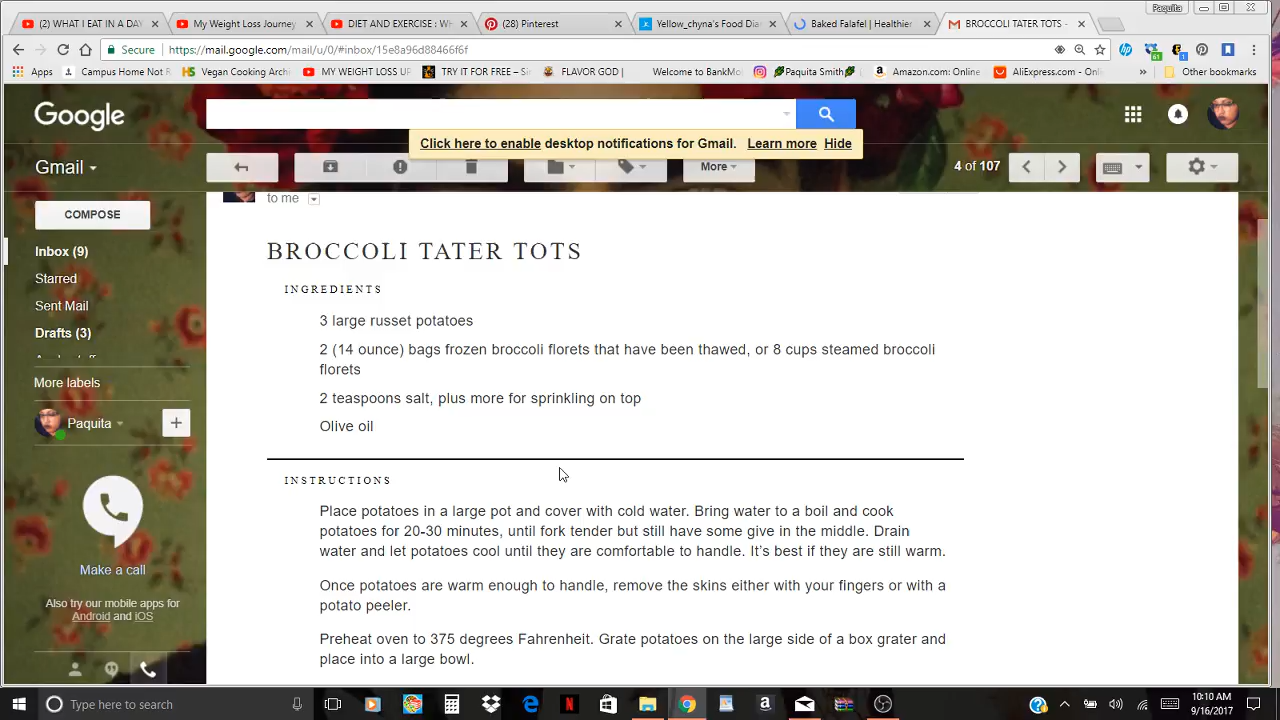 (2) WHAT I EAT IN A DAY
My Weight Loss Journey
DIET AND EXERCISE : Wh
(28) Pinterest
Yellow_chyna's Food Dia
Baked Falafel | Healthie
BROCCOLI TATER TOTS -
Paquita
Secure
https://mail.google.com/mail/u/0/#inbox/15e8a96d88466f6f
Apps
Campus Home Not R
Vegan Cooking Arch
MY WEIGHT LOSS UP
TRY IT FOR FREE – Si
FLAVOR GOD |
Welcome to BankMo
Paquita Smith
Amazon.com: Online
AliExpress.com - Onli
Other bookmarks
Google
Click here to enable desktop notifications for Gmail. Learn more Hide
Gmail
More
4 of 107
COMPOSE
to me
Inbox (9)
Starred
Sent Mail
Drafts (3)
More labels
Paquita
Make a call
Also try our mobile apps for
Android and iOS
BROCCOLI TATER TOTS
INGREDIENTS
3 large russet potatoes
2 (14 ounce) bags frozen broccoli florets that have been thawed, or 8 cups steamed broccoli
florets
2 teaspoons salt, plus more for sprinkling on top
Olive oil
INSTRUCTIONS
Place potatoes in a large pot and cover with cold water. Bring water to a boil and cook
potatoes for 20-30 minutes, until fork tender but still have some give in the middle. Drain
water and let potatoes cool until they are comfortable to handle. It’s best if they are still warm.
Once potatoes are warm enough to handle, remove the skins either with your fingers or with a
potato peeler.
Preheat oven to 375 degrees Fahrenheit. Grate potatoes on the large side of a box grater and
place into a large bowl.
Type here to search
10:10 AM
9/16/2017